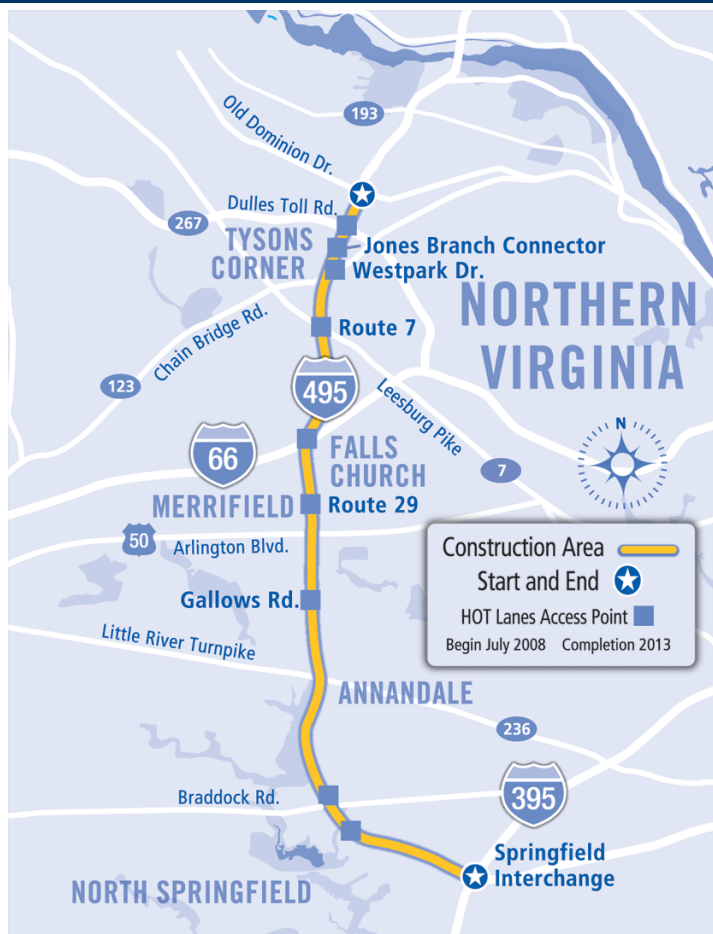 193
Old Dominion Dr.
Dulles Toll Rd.
267
TYSONS
CORNER
Jones Branch Connector
Westpark Dr.
NORTHERN
VIRGINIA
Route 7
Chain Bridge Rd.
123
495
Leesburg Pike
N
66
FALLS
CHURCH
7
MERRIFIELD
Route 29
50
Arlington Blvd.
Construction Area
Start and End
HOT Lanes Access Point
Begin July 2008 Completion 2013
Gallows Rd.
Little River Turnpike
ANNANDALE
236
Braddock Rd.
395
Springfield
Interchange
NORTH SPRINGFIELD